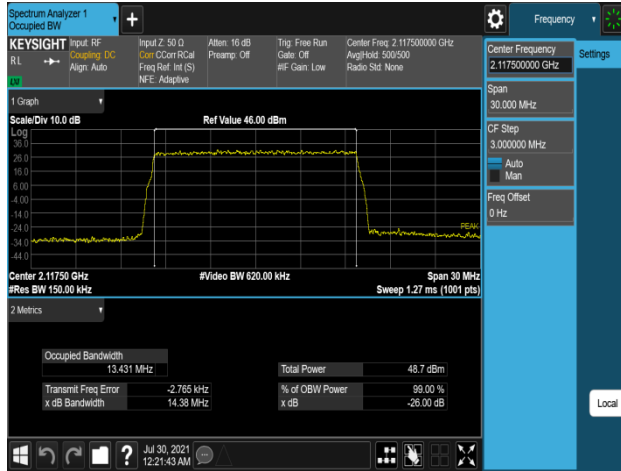 Spectrum Analyzer 1
Occupied BW
Frequency
KEYSIGHT
RL
LXI
Input: RF
Coupling: DC
Align: Auto
Input Z: 50 Ω
Corr CCorr RCal
Freq Ref: Int (S)
NFE: Adaptive
Atten: 16 dB
Preamp: Off
Trig: Free Run
Gate: Off
#IF Gain: Low
Center Freq: 2.117500000 GHz
Avg|Hold: 500/500
Radio Std: None
Center Frequency
2.117500000 GHz
Settings
Span
30.000 MHz
CF Step
3.000000 MHz
Auto
Man
Freq Offset
0 Hz
1 Graph
Scale/Div 10.0 dB
Ref Value 46.00 dBm
Log
36.0
26.0
16.0
6.00
-4.00
-14.0
-24.0
-34.0
-44.0
PEAK
Center 2.11750 GHz
#Video BW 620.00 kHz
Span 30 MHz
#Res BW 150.00 kHz
Sweep 1.27 ms (1001 pts)
2 Metrics
Occupied Bandwidth
13.431 MHz
Total Power 48.7 dBm
Transmit Freq Error -2.765 kHz
% of OBW Power 99.00 %
x dB Bandwidth 14.38 MHz
x dB -26.00 dB
Local
?
Jul 30, 2021
12:21:43 AM